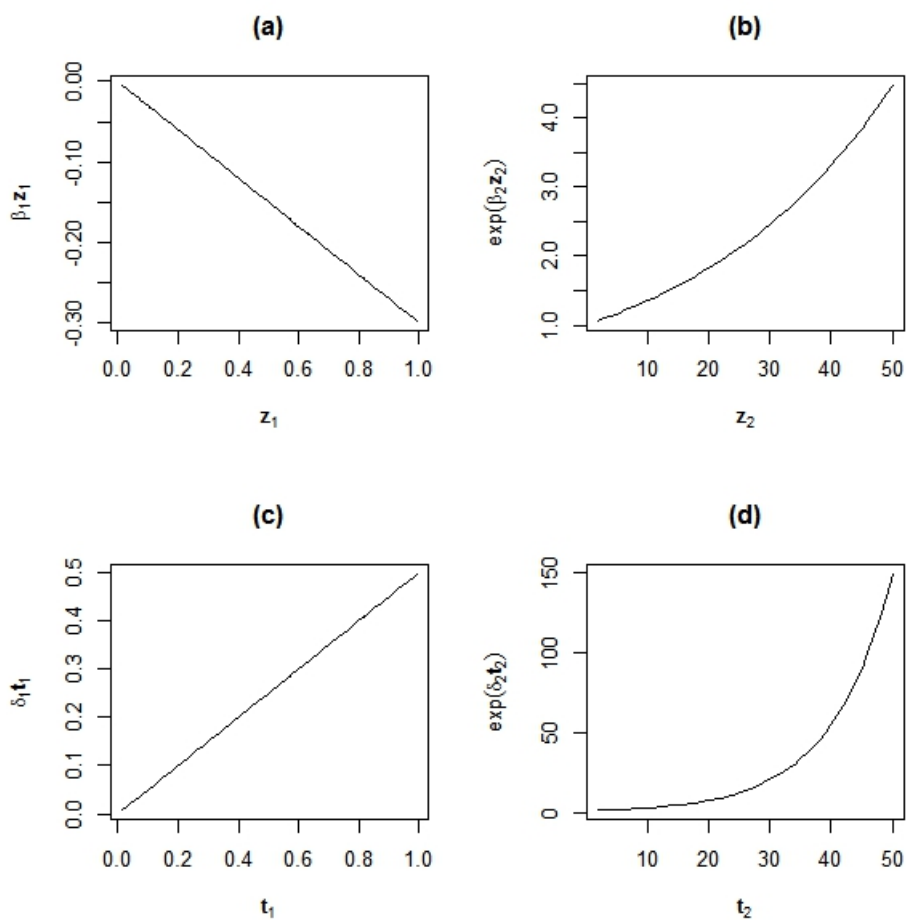 (a)
β₁z₁
0.00
-0.10
-0.20
-0.30
0.0 0.2 0.4 0.6 0.8 1.0
z₁
(b)
exp(β₂z₂)
4.0
3.0
2.0
1.0
10 20 30 40 50
z₂
(c)
δ₁t₁
0.5
0.4
0.3
0.2
0.1
0.0
0.0 0.2 0.4 0.6 0.8 1.0
t₁
(d)
exp(δ₂t₂)
150
100
50
0
10 20 30 40 50
t₂